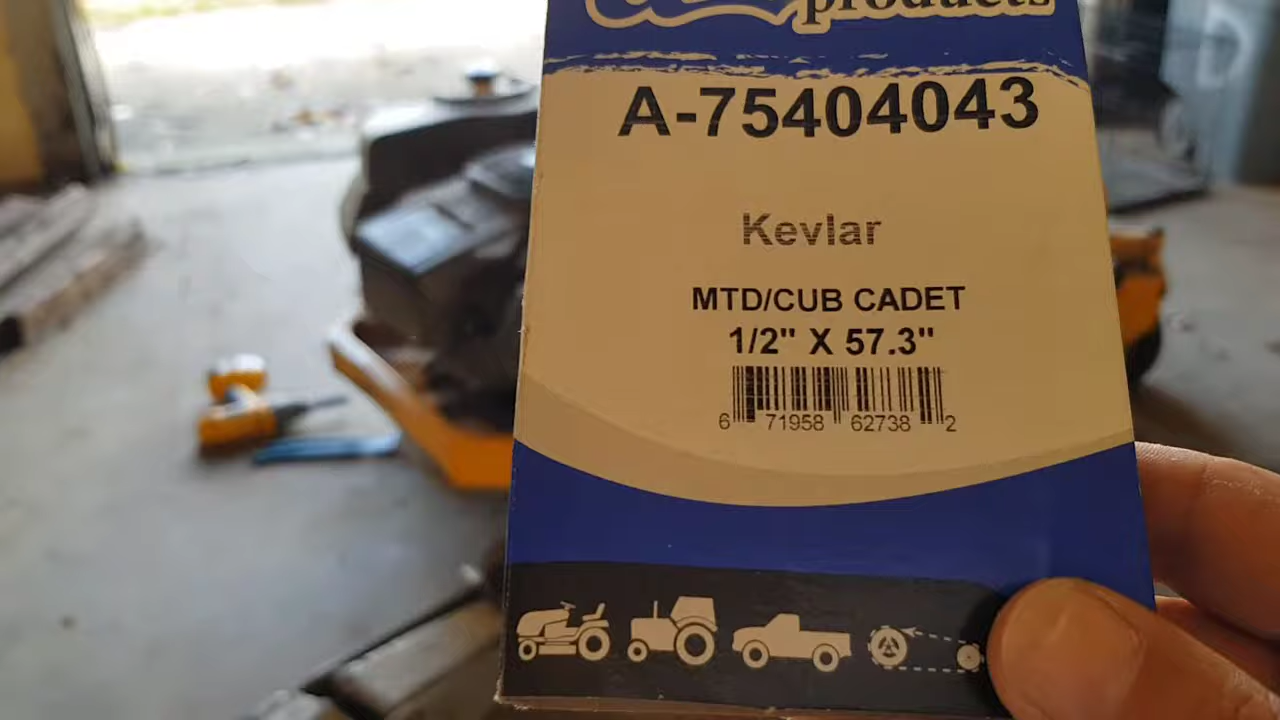 products
A-75404043
Kevlar
MTD/CUB CADET
1/2" X 57.3"
6 71958 62738 2